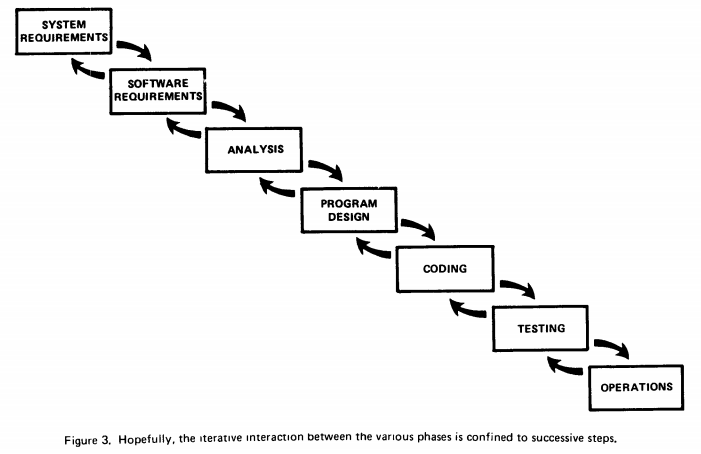 SYSTEM
REQUIREMENTS
SOFTWARE
REQUIREMENTS
ANALYSIS
PROGRAM
DESIGN
CODING
TESTING
OPERATIONS
Figure 3. Hopefully, the iterative interaction between the various phases is confined to successive steps.